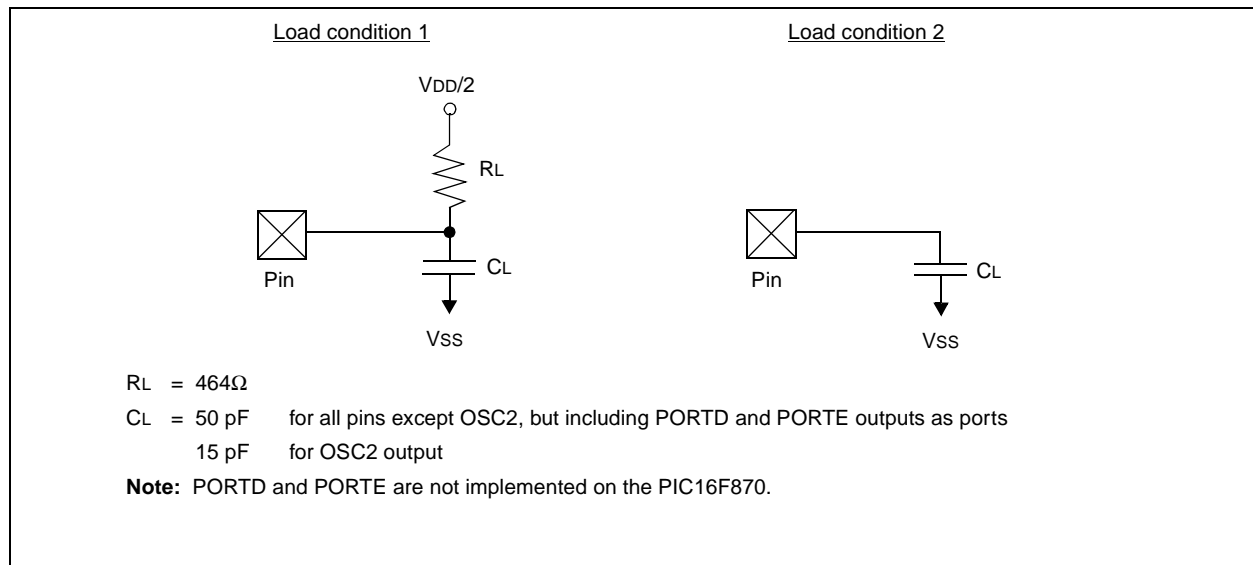 Load condition 1
Load condition 2
VDD/2
RL
Pin
CL
VSS
Pin
CL
VSS
RL = 464Ω
CL = 50 pF for all pins except OSC2, but including PORTD and PORTE outputs as ports
15 pF for OSC2 output
Note: PORTD and PORTE are not implemented on the PIC16F870.